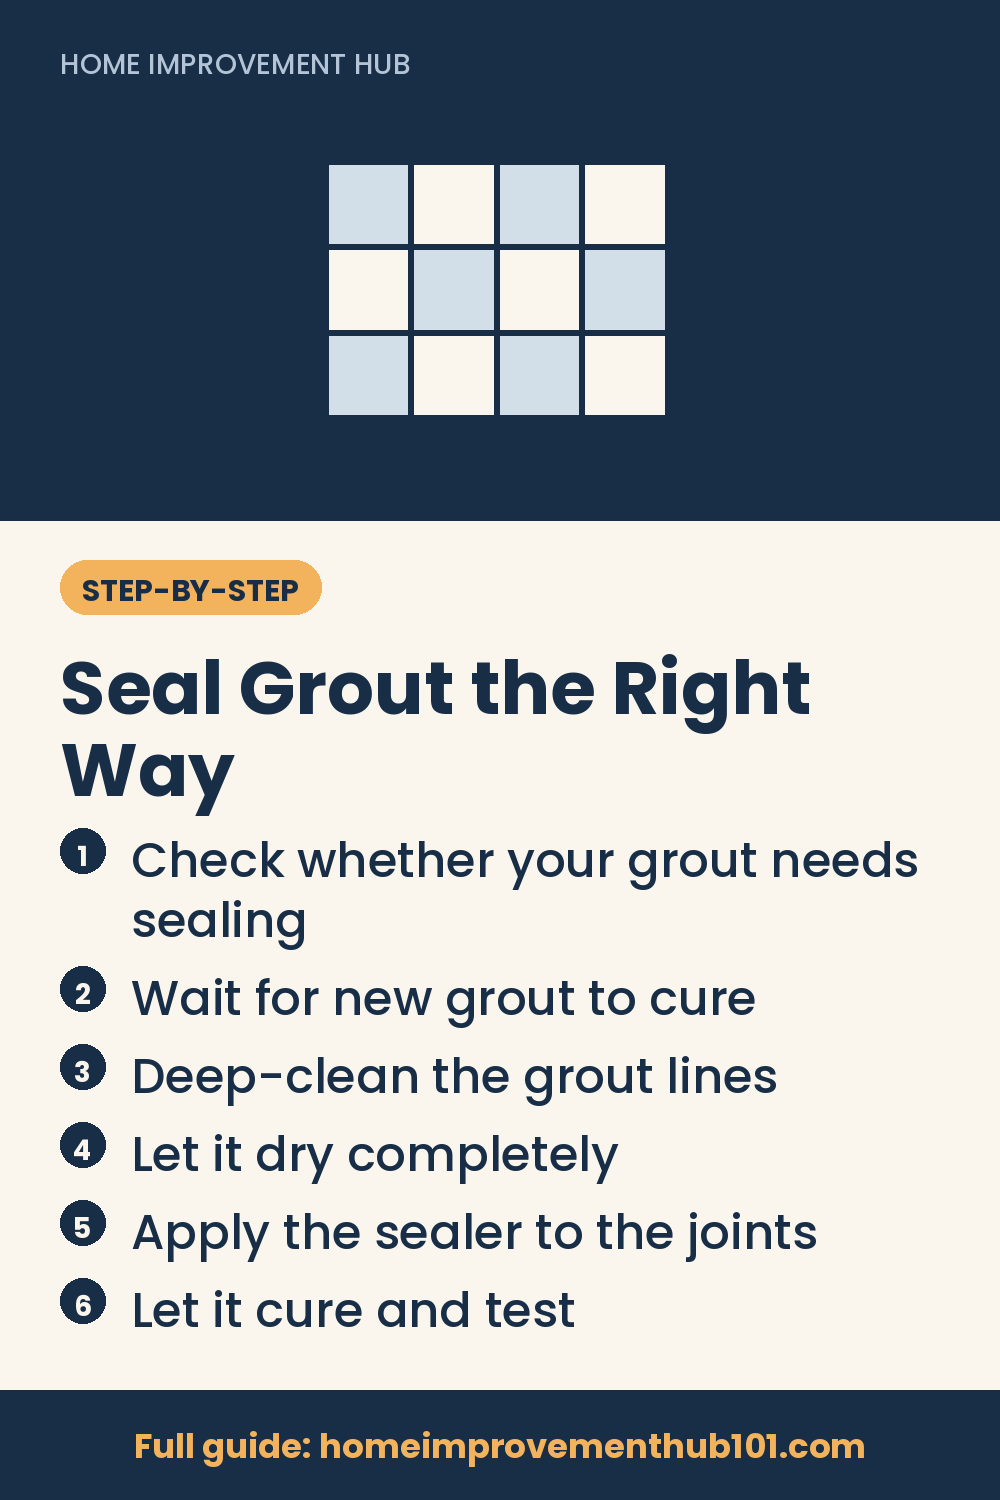 HOME IMPROVEMENT HUB
STEP-BY-STEP
Seal Grout the Right
Way
1 Check whether your grout needs
sealing
2 Wait for new grout to cure
3 Deep-clean the grout lines
4 Let it dry completely
5 Apply the sealer to the joints
6 Let it cure and test
Full guide: homeimprovementhub101.com